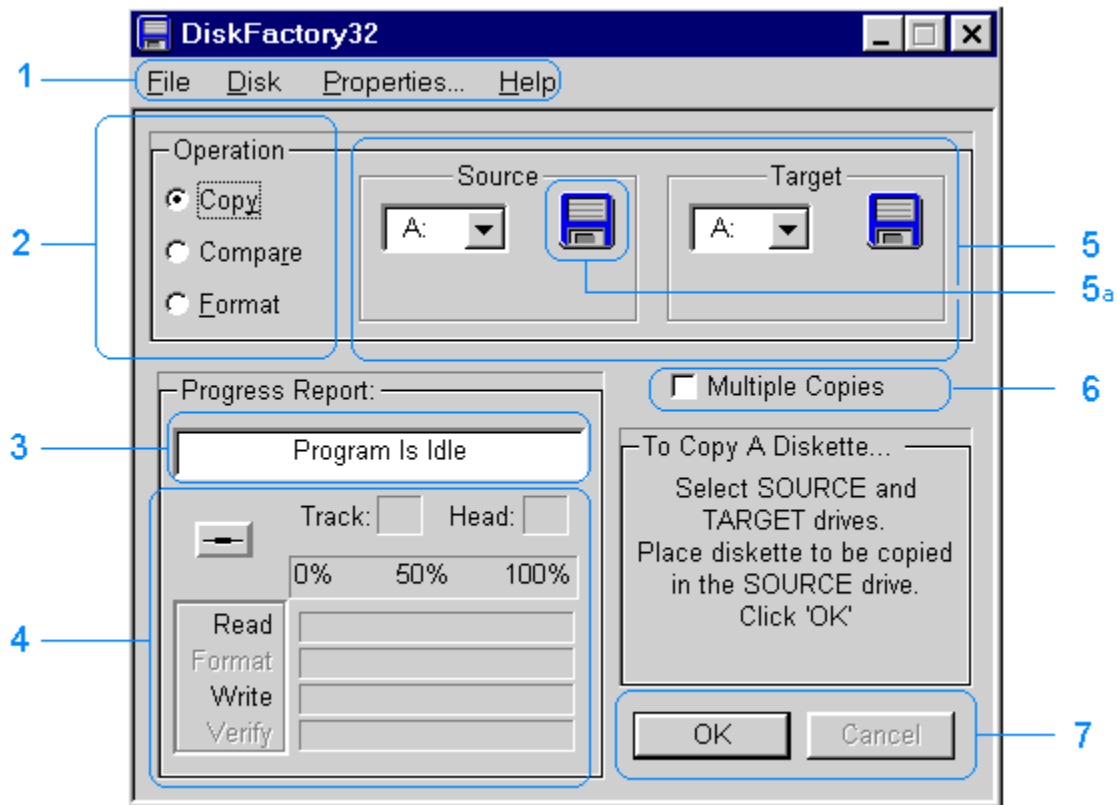 DiskFactory32
1 File Disk Properties... Help
Operation
Copy
Compare
Format
2
Source
A:
Target
A:
5
5a
Multiple Copies 6
Progress Report:
3 Program Is Idle
Track: Head:
0% 50% 100%
4
Read
Format
Write
Verify
To Copy A Diskette...
Select SOURCE and
TARGET drives.
Place diskette to be copied
in the SOURCE drive.
Click 'OK'
OK Cancel 7